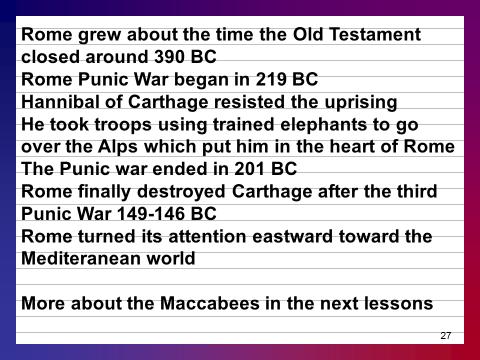 Rome grew about the time the Old Testament
closed around 390 BC
Rome Punic War began in 219 BC
Hannibal of Carthage resisted the uprising
He took troops using trained elephants to go
over the Alps which put him in the heart of Rome
The Punic war ended in 201 BC
Rome finally destroyed Carthage after the third
Punic War 149-146 BC
Rome turned its attention eastward toward the
Mediteranean world
More about the Maccabees in the next lessons
27